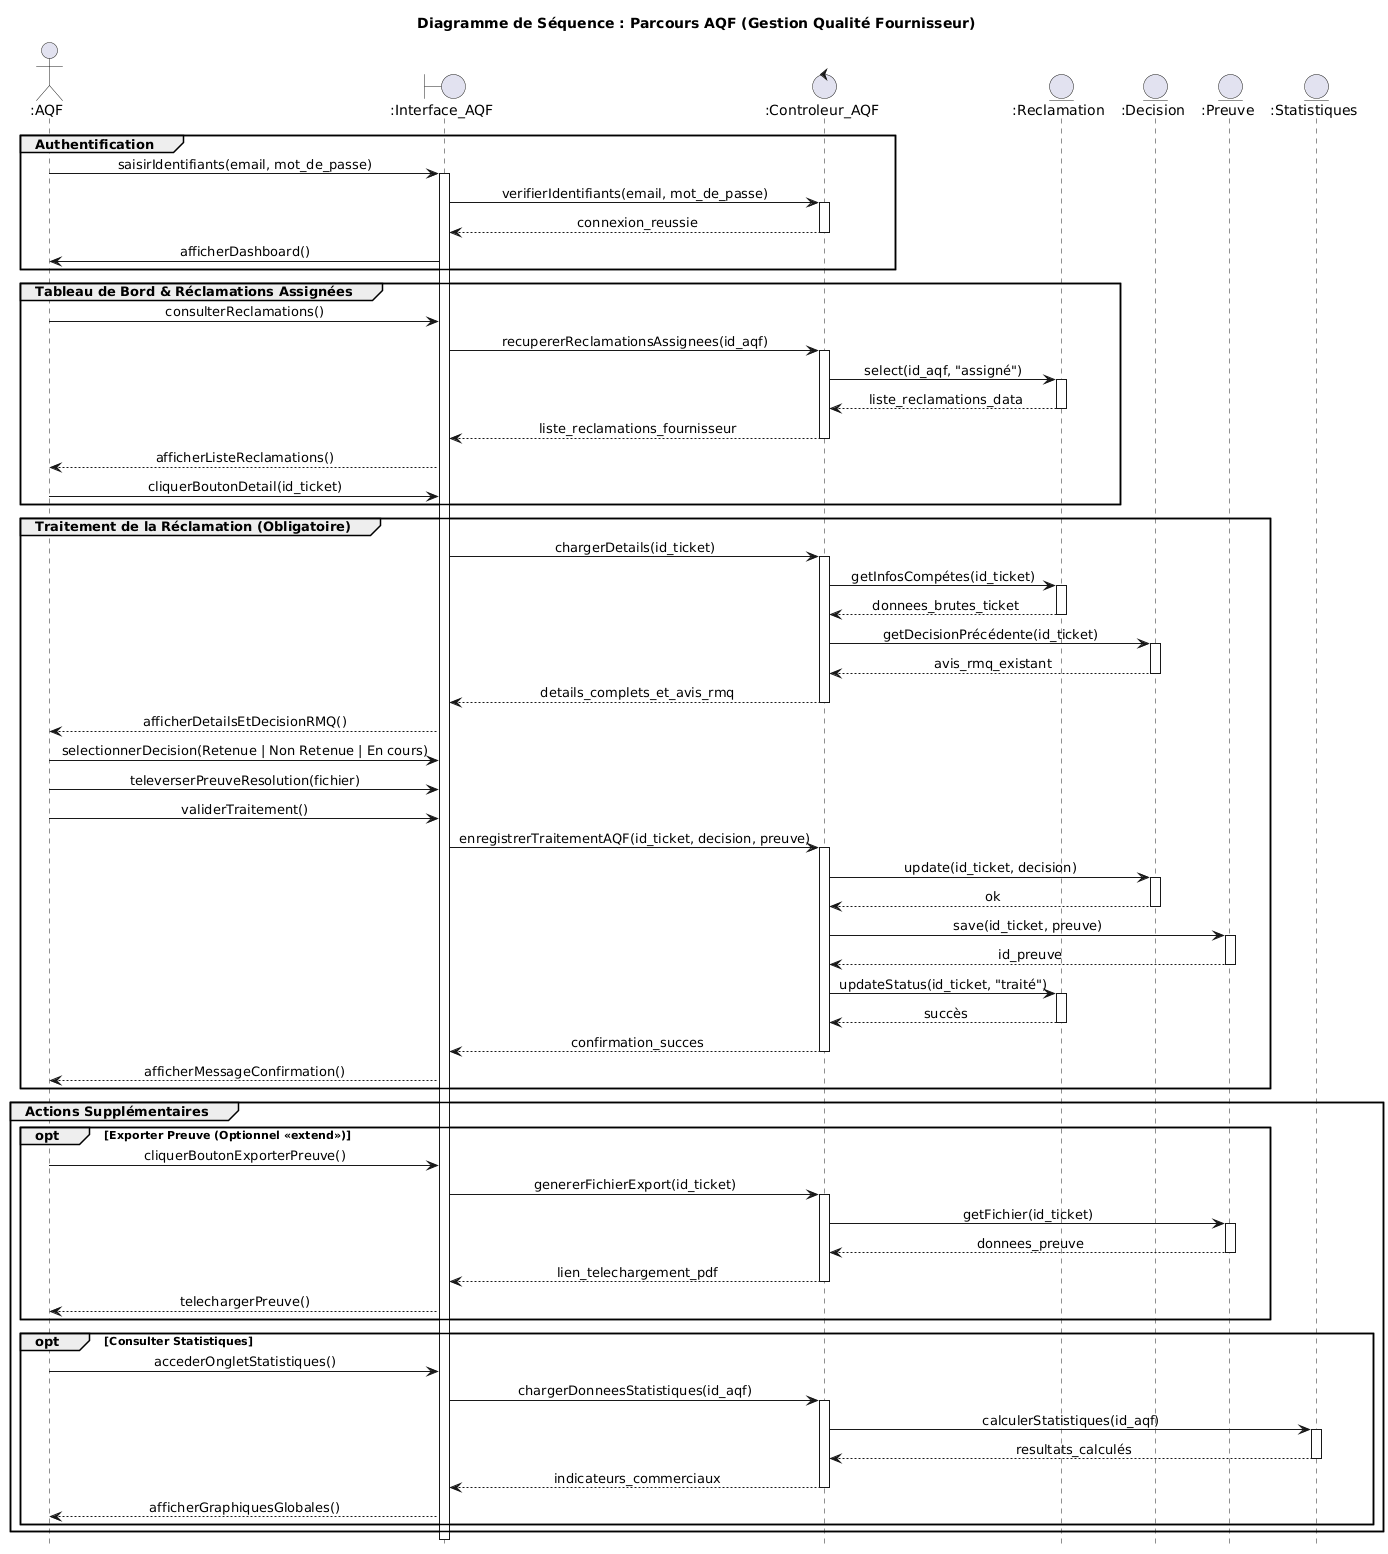 Diagramme de Séquence : Parcours AQF (Gestion Qualité Fournisseur)
:AQF :Interface_AQF :Controleur_AQF :Reclamation :Decision :Preuve :Statistiques
Authentification
saisirIdentifiants(email, mot_de_passe)
verifierIdentifiants(email, mot_de_passe)
connexion_reussie
afficherDashboard()
Tableau de Bord & Réclamations Assignées
consulterReclamations()
recupererReclamationsAssignees(id_aqf)
select(id_aqf, "assigné")
liste_reclamations_data
liste_reclamations_fournisseur
afficherListeReclamations()
cliquerBoutonDetail(id_ticket)
Traitement de la Réclamation (Obligatoire)
chargerDetails(id_ticket)
getInfosCompétes(id_ticket)
donnees_brutes_ticket
getDecisionPrécédente(id_ticket)
avis_rmq_existant
details_complets_et_avis_rmq
afficherDetailsEtDecisionRMQ()
selectionnerDecision(Retenue | Non Retenue | En cours)
televerserPreuveResolution(fichier)
validerTraitement()
enregistrerTraitementAQF(id_ticket, decision, preuve)
update(id_ticket, decision)
ok
save(id_ticket, preuve)
id_preuve
updateStatus(id_ticket, "traité")
succès
confirmation_succes
afficherMessageConfirmation()
Actions Supplémentaires
opt [Exporter Preuve (Optionnel «extend»)]
cliquerBoutonExporterPreuve()
genererFichierExport(id_ticket)
getFichier(id_ticket)
donnees_preuve
lien_telechargement_pdf
telechargerPreuve()
opt [Consulter Statistiques]
accederOngletStatistiques()
chargerDonneesStatistiques(id_aqf)
calculerStatistiques(id_aqf)
resultats_calculés
indicateurs_commerciaux
afficherGraphiquesGlobales()